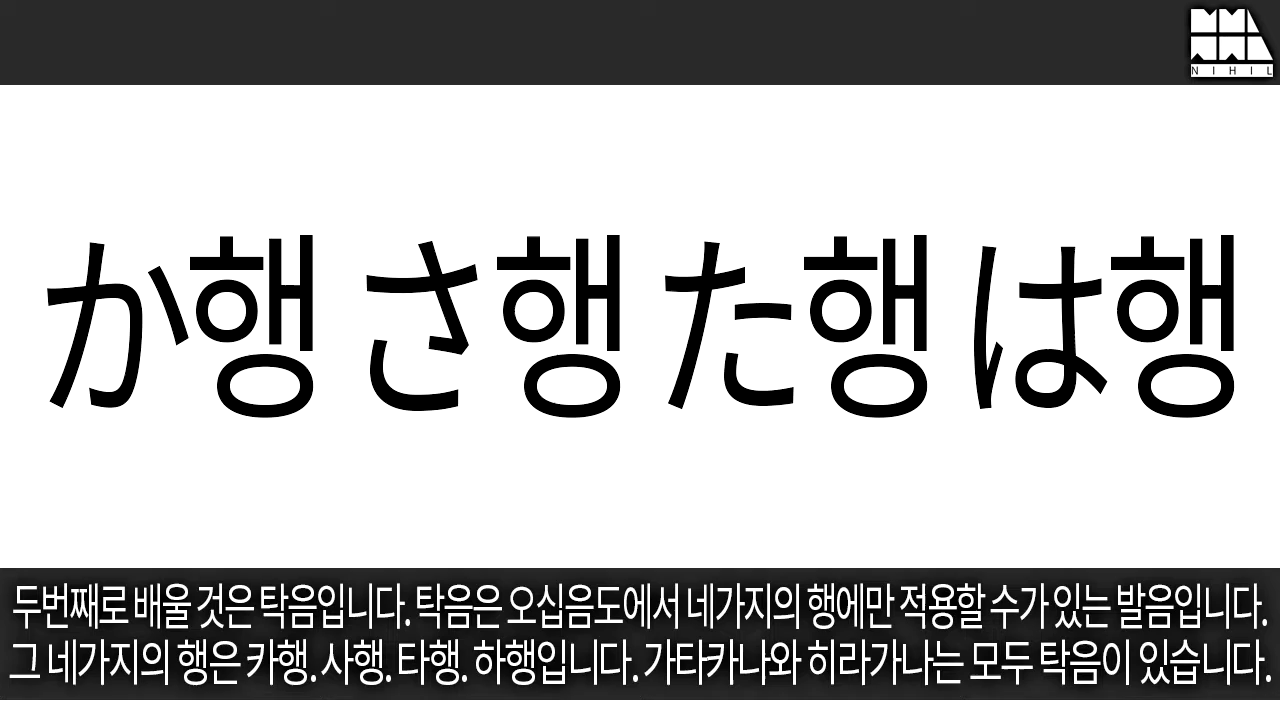 NIHIL
か행 さ행 た행 は행
두번째로 배울 것은 탁음입니다. 탁음은 오십음도에서 네가지의 행에만 적용할 수가 있는 발음입니다.
그 네가지의 행은 카행. 사행. 타행. 하행입니다. 가타카나와 히라가나는 모두 탁음이 있습니다.